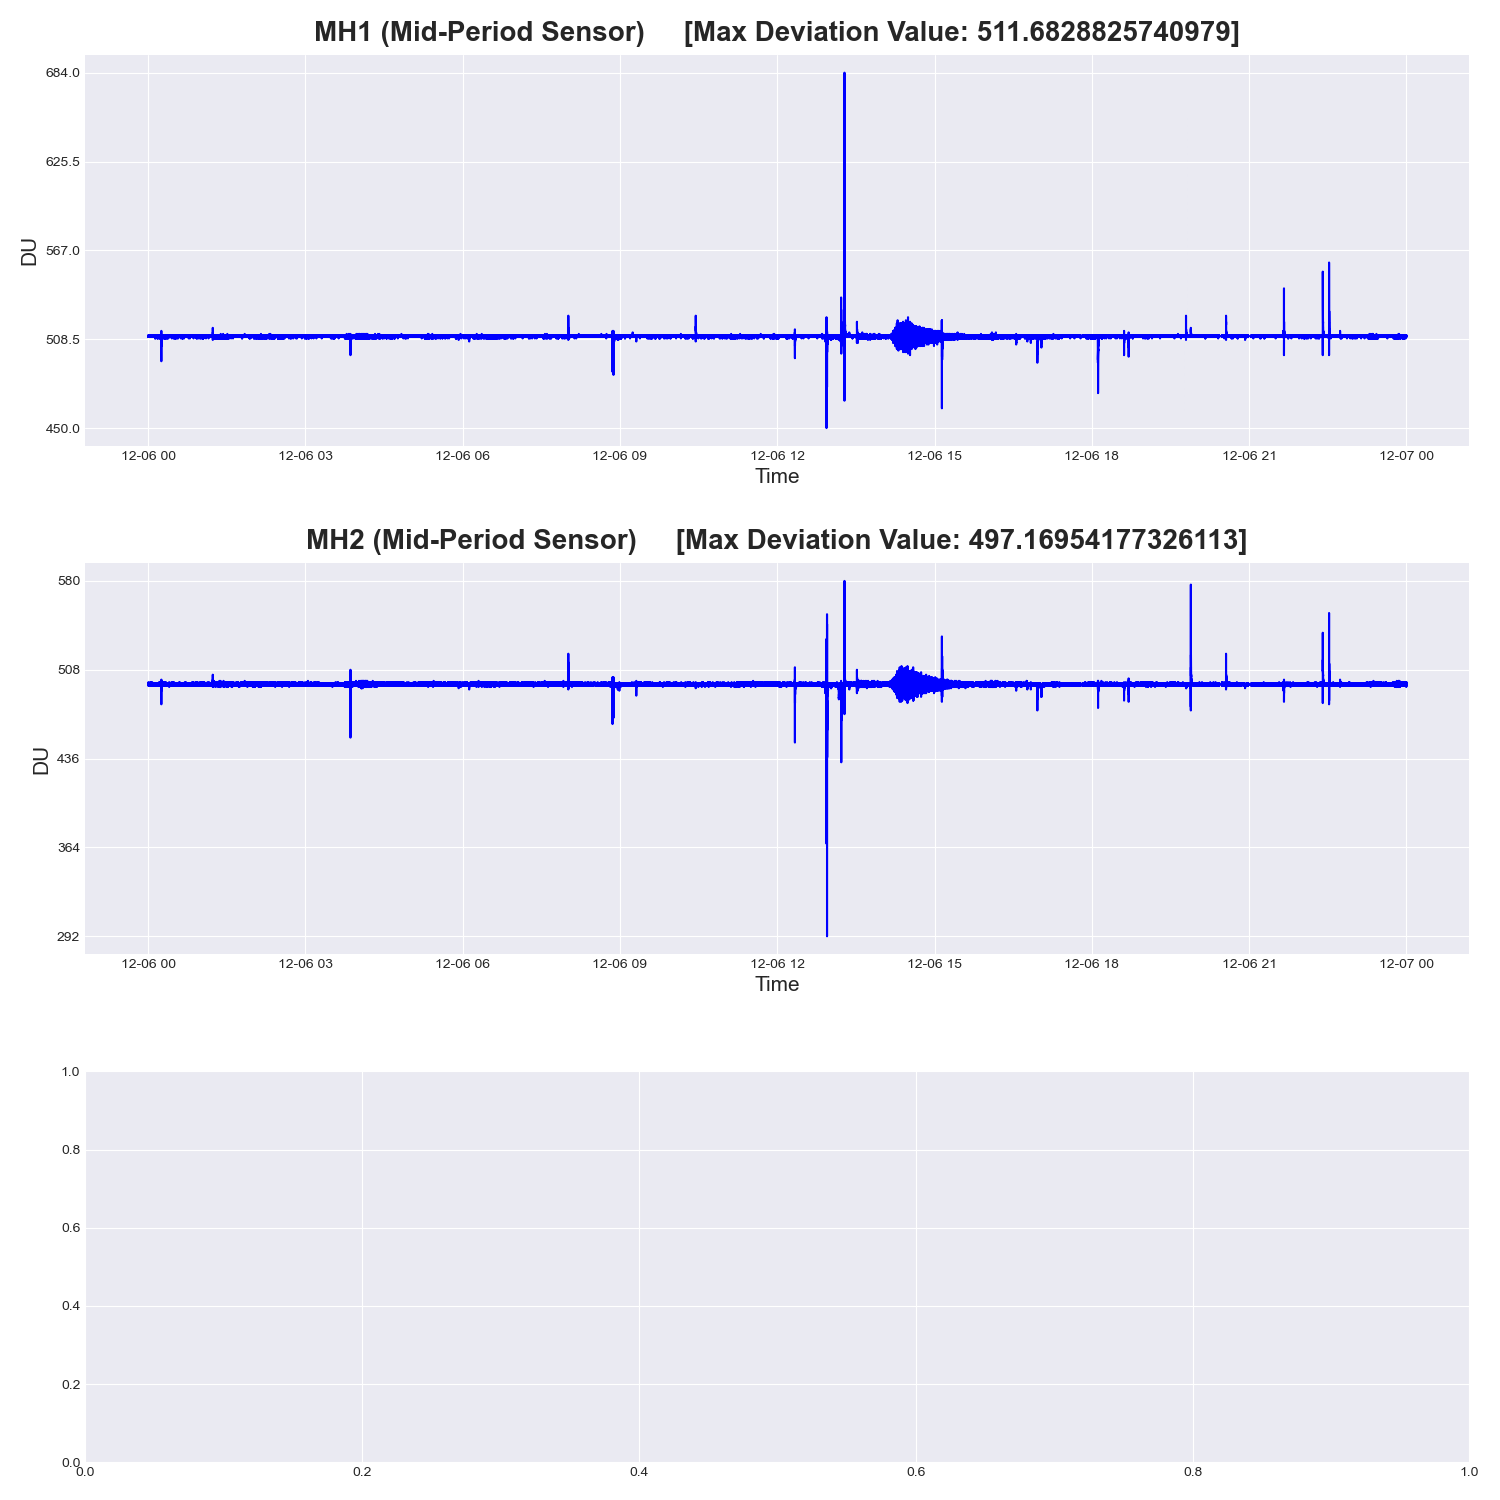 MH1 (Mid-Period Sensor) [Max Deviation Value: 511.6828825740979]
684.0
625.5
567.0
508.5
450.0
DU
12-06 00 12-06 03 12-06 06 12-06 09 12-06 12 12-06 15 12-06 18 12-06 21 12-07 00
Time
MH2 (Mid-Period Sensor) [Max Deviation Value: 497.16954177326113]
580
508
436
364
292
DU
12-06 00 12-06 03 12-06 06 12-06 09 12-06 12 12-06 15 12-06 18 12-06 21 12-07 00
Time
1.0
0.8
0.6
0.4
0.2
0.0
0.0 0.2 0.4 0.6 0.8 1.0